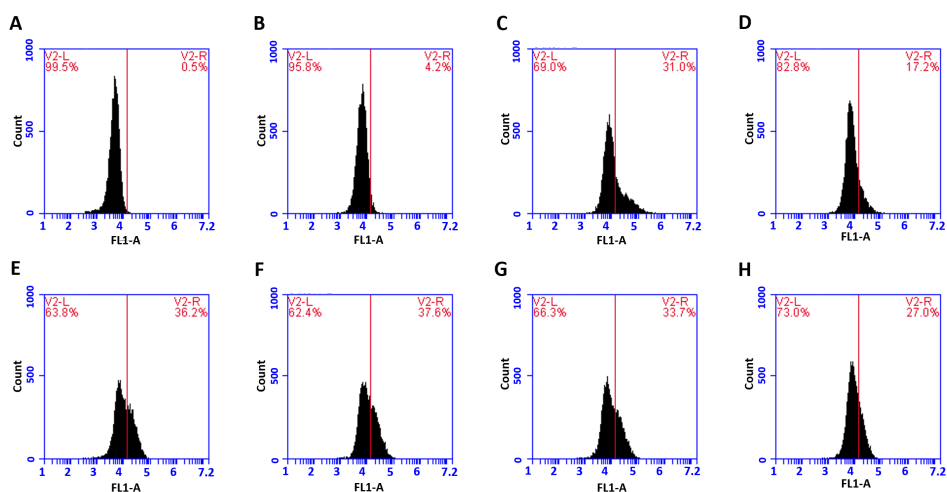 A
B
C
D
1000
V2-L V2-R
99.5% 0.5%
500
Count
0
1 2 3 4 5 6 7.2
FL1-A
1000
V2-L V2-R
95.8% 4.2%
500
Count
0
1 2 3 4 5 6 7.2
FL1-A
1000
V2-L V2-R
69.0% 31.0%
500
Count
0
1 2 3 4 5 6 7.2
FL1-A
1000
V2-L V2-R
82.8% 17.2%
500
Count
0
1 2 3 4 5 6 7.2
FL1-A
E
F
G
H
1000
V2-L V2-R
63.8% 36.2%
500
Count
0
1 2 3 4 5 6 7.2
FL1-A
1000
V2-L V2-R
62.4% 37.6%
500
Count
0
1 2 3 4 5 6 7.2
FL1-A
1000
V2-L V2-R
66.3% 33.7%
500
Count
0
1 2 3 4 5 6 7.2
FL1-A
1000
V2-L V2-R
73.0% 27.0%
500
Count
0
1 2 3 4 5 6 7.2
FL1-A